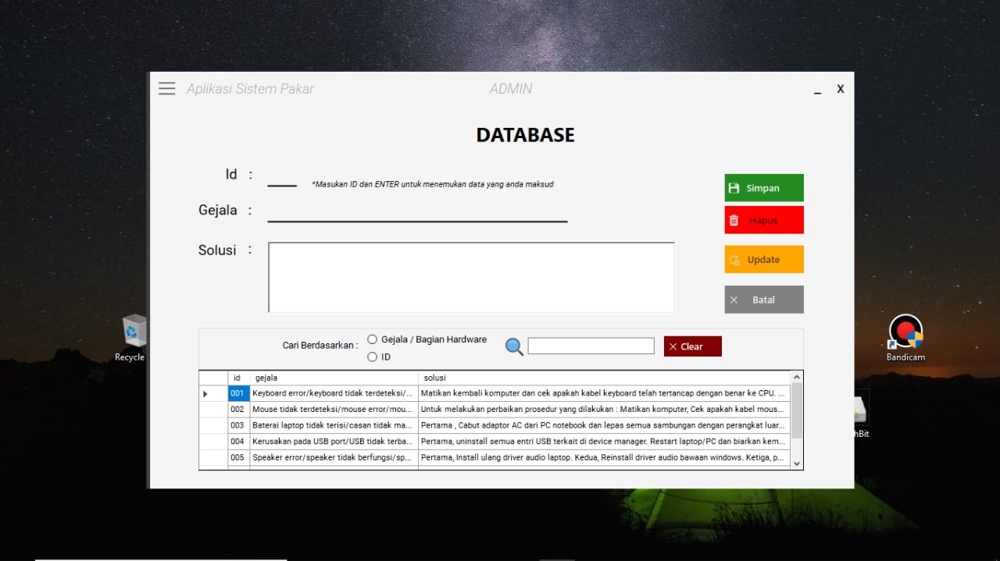 Aplikasi Sistem Pakar ADMIN _ X
DATABASE
Id : *Masukan ID dan ENTER untuk menemukan data yang anda maksud
Simpan
Gejala :
Hapus
Solusi :
Update
Batal
Cari Berdasarkan : Gejala / Bagian Hardware
ID
Clear
id gejala solusi
001 Keyboard error/keyboard tidak terdeteksi/... Matikan kembali komputer dan cek apakah kabel keyboard telah tertancap dengan benar ke CPU. ...
002 Mouse tidak terdeteksi/mouse error/mou... Untuk melakukan perbaikan prosedur yang dilakukan : Matikan komputer, Cek apakah kabel mous...
003 Baterai laptop tidak terisi/casan tidak ma... Pertama , Cabut adaptor AC dari PC notebook dan lepas semua sambungan dengan perangkat luar...
004 Kerusakan pada USB port/USB tidak terba... Pertama, uninstall semua entri USB terkait di device manager. Restart laptop/PC dan biarkan kem...
005 Speaker error/speaker tidak berfungsi/sp... Pertama, Install ulang driver audio laptop. Kedua, Reinstall driver audio bawaan windows. Ketiga, p...
Recycle
Bandicam
hBit